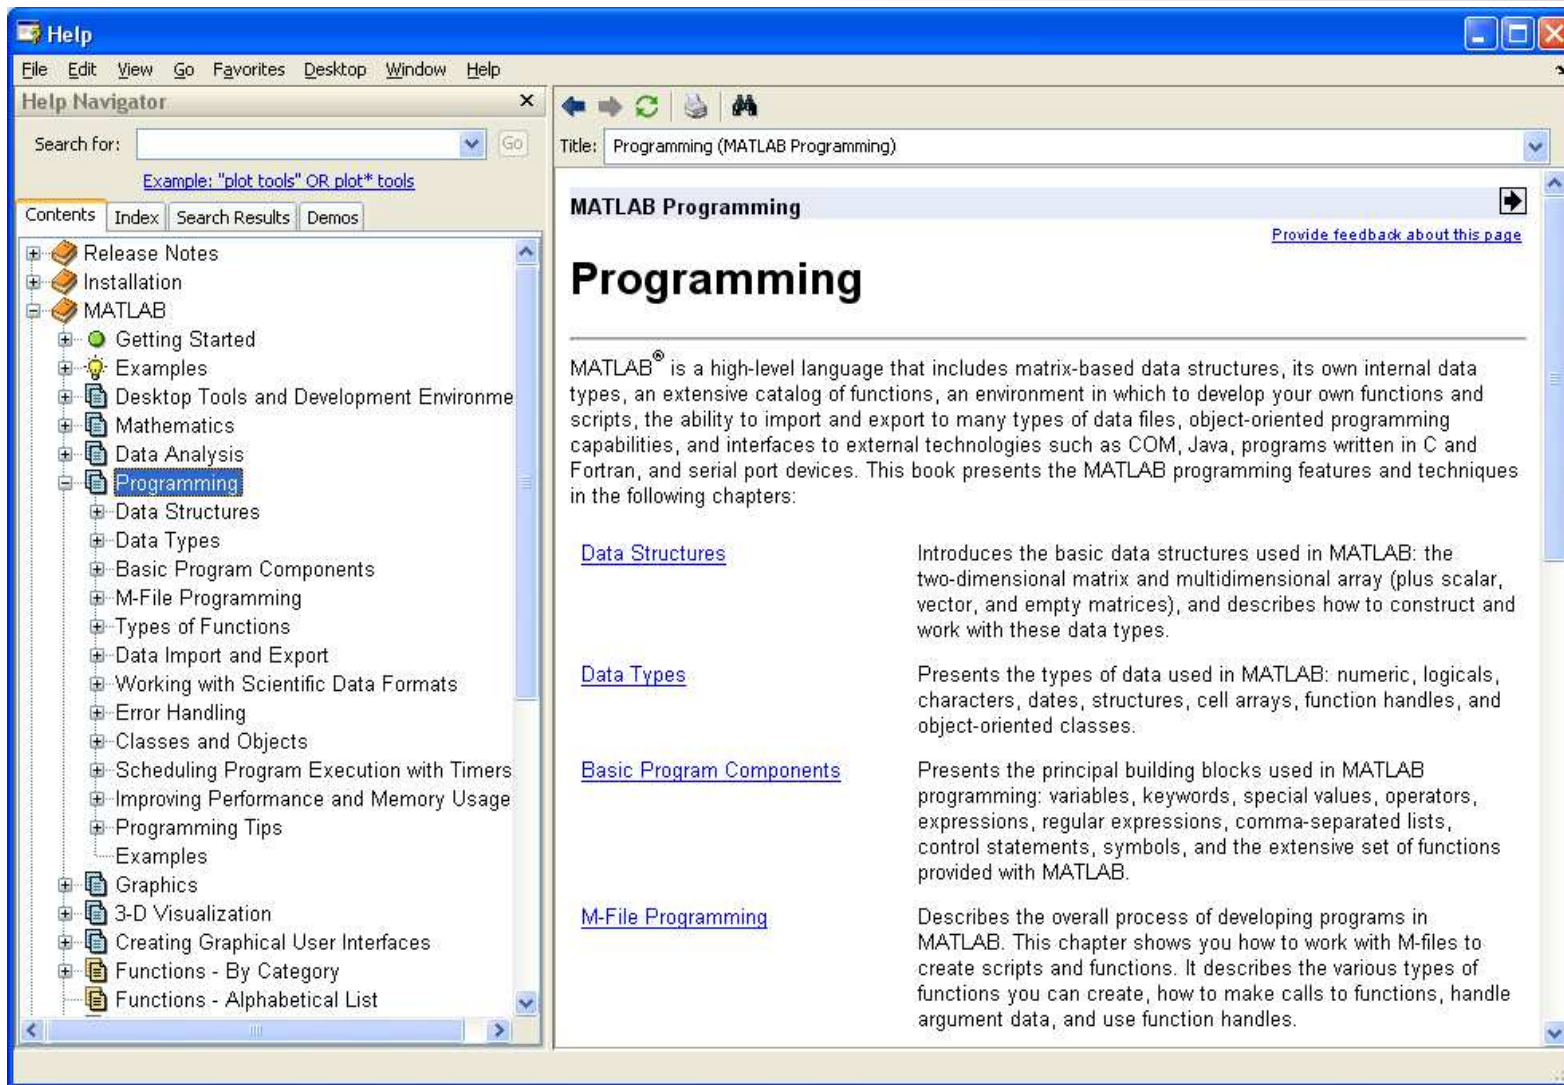 Help
File Edit View Go Favorites Desktop Window Help
Help Navigator
Search for:
Go
Example: "plot tools" OR plot* tools
Contents Index Search Results Demos
Release Notes
Installation
MATLAB
Getting Started
Examples
Desktop Tools and Development Environme
Mathematics
Data Analysis
Programming
Data Structures
Data Types
Basic Program Components
M-File Programming
Types of Functions
Data Import and Export
Working with Scientific Data Formats
Error Handling
Classes and Objects
Scheduling Program Execution with Timers
Improving Performance and Memory Usage
Programming Tips
Examples
Graphics
3-D Visualization
Creating Graphical User Interfaces
Functions - By Category
Functions - Alphabetical List
Title: Programming (MATLAB Programming)
MATLAB Programming
Provide feedback about this page
Programming
MATLAB® is a high-level language that includes matrix-based data structures, its own internal data
types, an extensive catalog of functions, an environment in which to develop your own functions and
scripts, the ability to import and export to many types of data files, object-oriented programming
capabilities, and interfaces to external technologies such as COM, Java, programs written in C and
Fortran, and serial port devices. This book presents the MATLAB programming features and techniques
in the following chapters:
Data Structures
Introduces the basic data structures used in MATLAB: the
two-dimensional matrix and multidimensional array (plus scalar,
vector, and empty matrices), and describes how to construct and
work with these data types.
Data Types
Presents the types of data used in MATLAB: numeric, logicals,
characters, dates, structures, cell arrays, function handles, and
object-oriented classes.
Basic Program Components
Presents the principal building blocks used in MATLAB
programming: variables, keywords, special values, operators,
expressions, regular expressions, comma-separated lists,
control statements, symbols, and the extensive set of functions
provided with MATLAB.
M-File Programming
Describes the overall process of developing programs in
MATLAB. This chapter shows you how to work with M-files to
create scripts and functions. It describes the various types of
functions you can create, how to make calls to functions, handle
argument data, and use function handles.